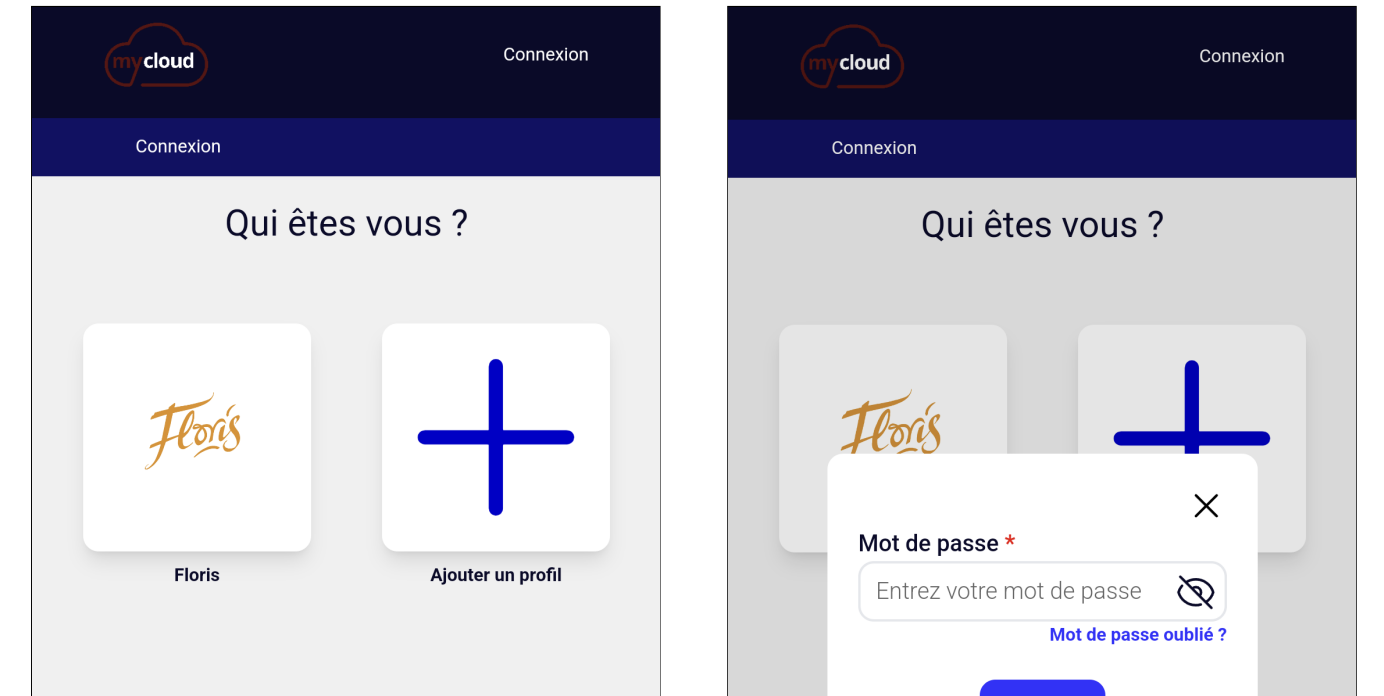 mycloud
Connexion
Connexion
Qui êtes vous ?
Floris
Floris
Ajouter un profil
mycloud
Connexion
Connexion
Qui êtes vous ?
Floris
Mot de passe *
Entrez votre mot de passe
Mot de passe oublié ?